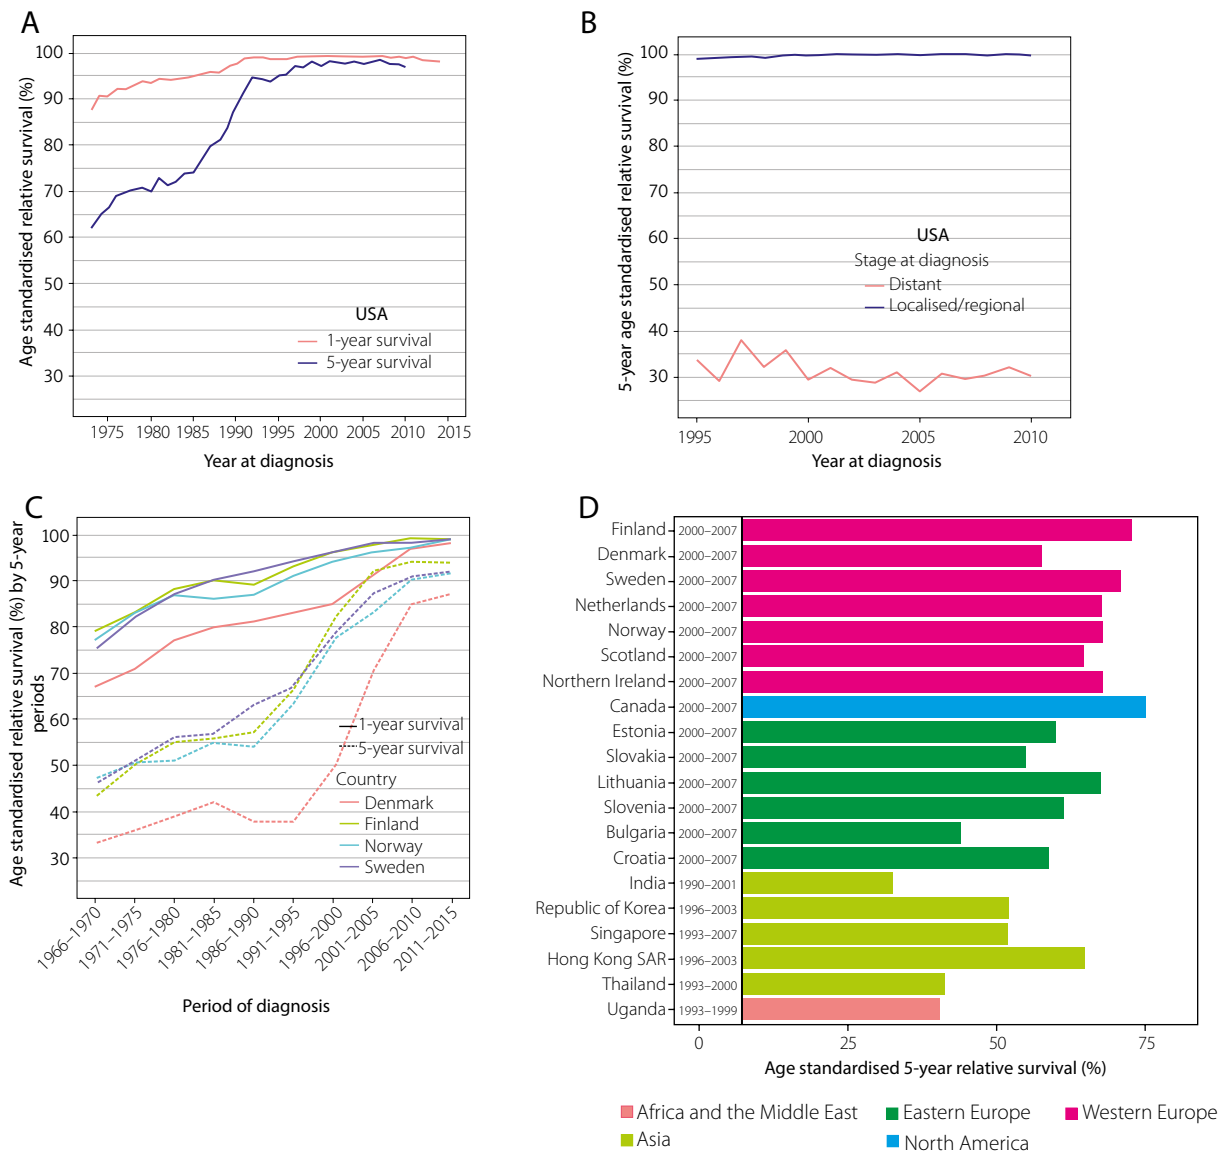 A
Age standardised relative survival (%)
100
90
80
70
60
50
40
30
USA
1-year survival
5-year survival
1975 1980 1985 1990 1995 2000 2005 2010 2015
Year at diagnosis
B
5-year age standardised relative survival (%)
100
90
80
70
60
50
40
30
USA
Stage at diagnosis
Distant
Localised/regional
1995 2000 2005 2010
Year at diagnosis
C
Age standardised relative survival (%) by 5-year
periods
100
90
80
70
60
50
40
30
1-year survival
5-year survival
Country
Denmark
Finland
Norway
Sweden
1966–1970 1971–1975 1976–1980 1981–1985 1986–1990 1991–1995 1996–2000 2001–2005 2006–2010 2011–2015
Period of diagnosis
D
Finland 2000–2007
Denmark 2000–2007
Sweden 2000–2007
Netherlands 2000–2007
Norway 2000–2007
Scotland 2000–2007
Northern Ireland 2000–2007
Canada 2000–2007
Estonia 2000–2007
Slovakia 2000–2007
Lithuania 2000–2007
Slovenia 2000–2007
Bulgaria 2000–2007
Croatia 2000–2007
India 1990–2001
Republic of Korea 1996–2003
Singapore 1993–2007
Hong Kong SAR 1996–2003
Thailand 1993–2000
Uganda 1993–1999
0 25 50 75
Age standardised 5-year relative survival (%)
Africa and the Middle East Eastern Europe Western Europe
Asia North America